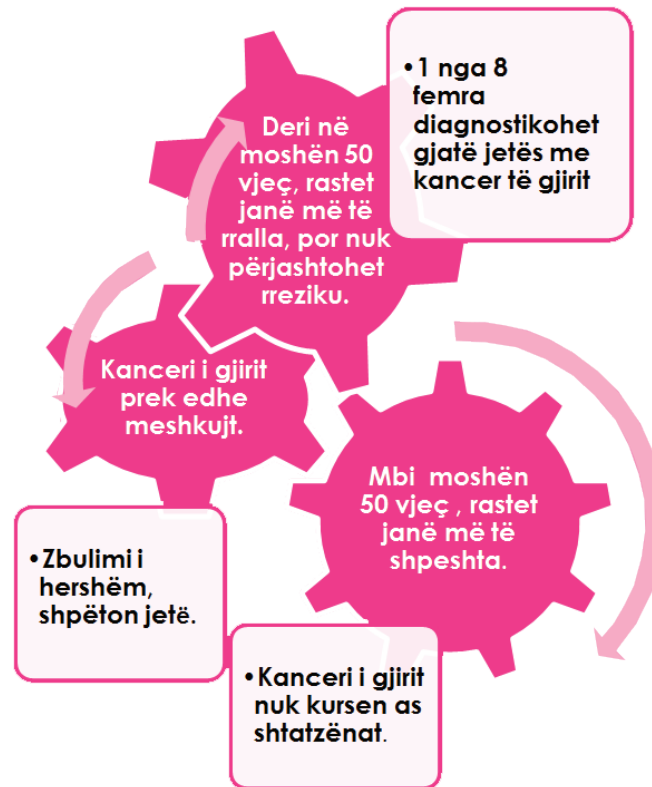 •1 nga 8
femra
diagnostikohet
gjatë jetës me
kancer të gjirit
Deri në
moshën 50
vjeç, rastet
janë më të
rralla, por nuk
përjashtohet
rreziku.
Kanceri i gjirit
prek edhe
meshkujt.
Mbi moshën
50 vjeç , rastet
janë më të
shpeshta.
•Zbulimi i
hershëm,
shpëton jetë.
•Kanceri i gjirit
nuk kursen as
shtatzënat.